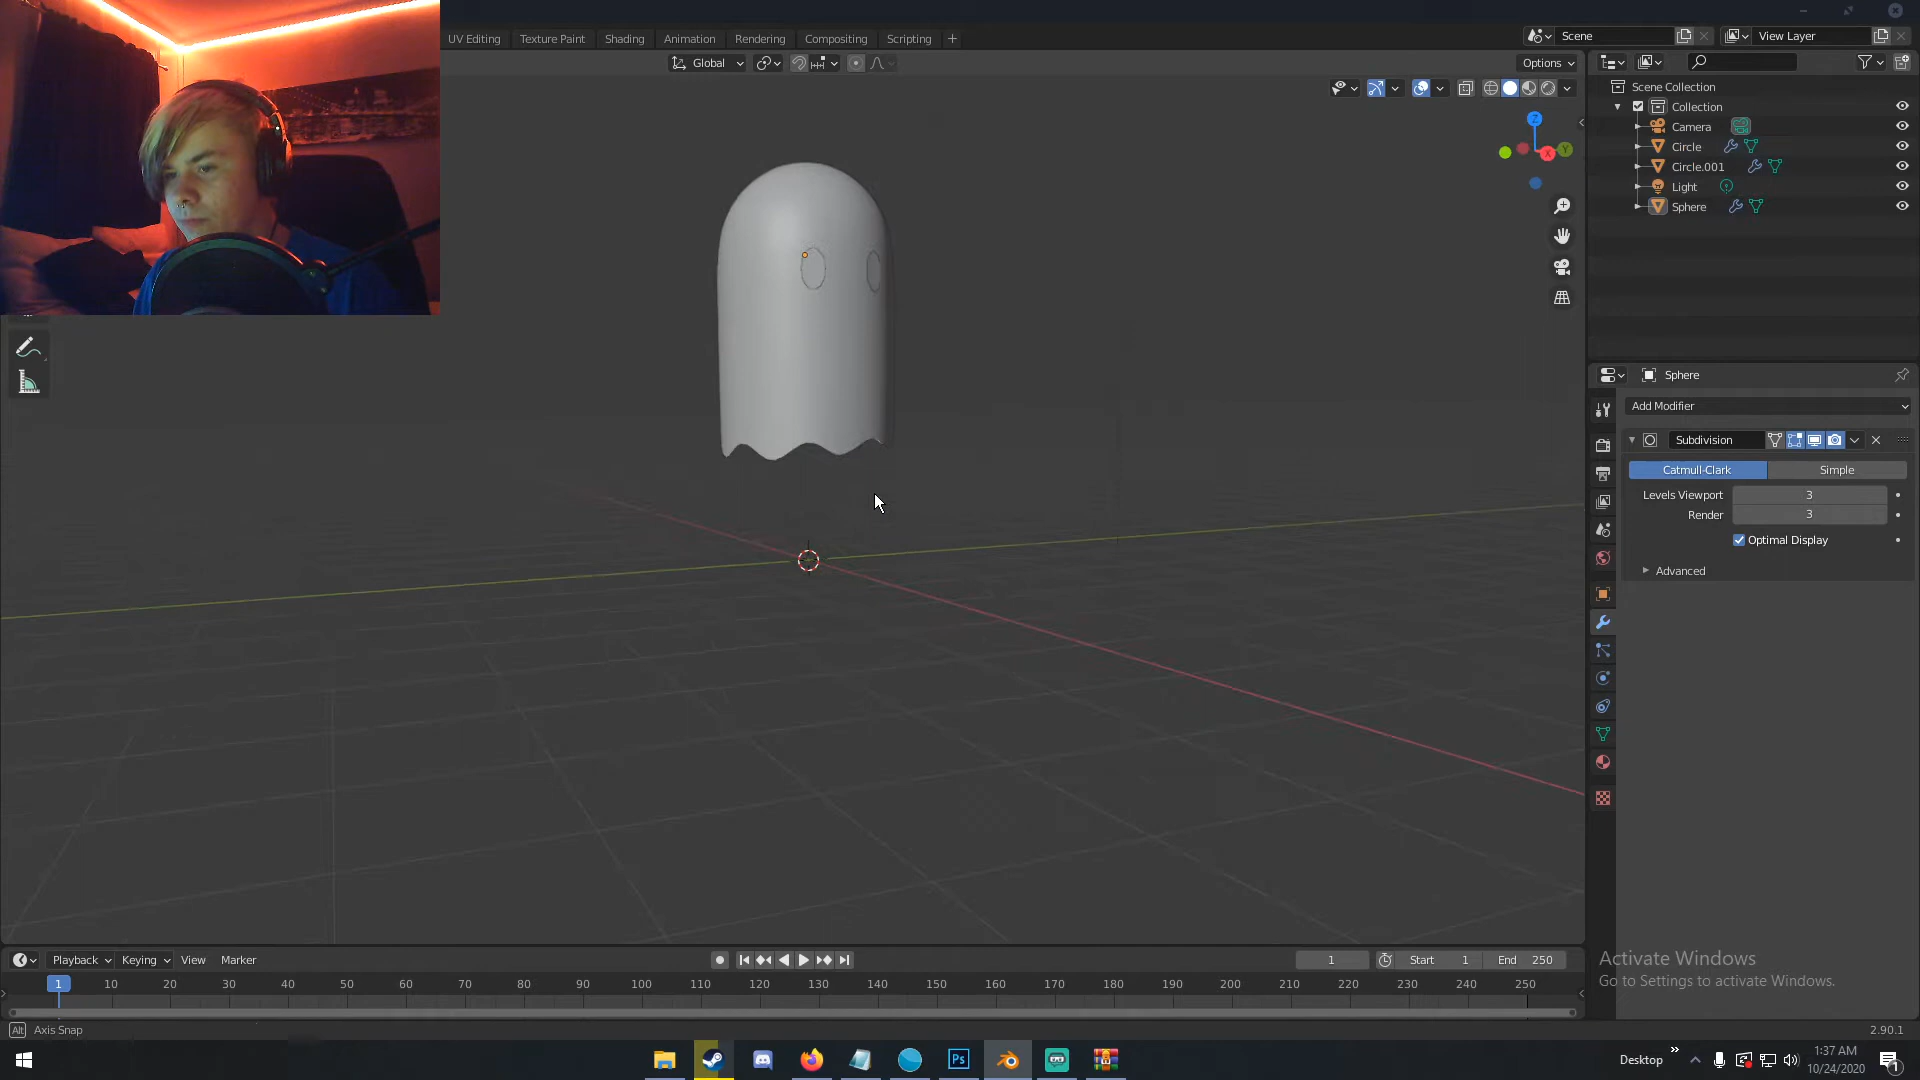 UV Editing Texture Paint Shading Animation Rendering Compositing Scripting +
Scene
View Layer
Global
Options
Scene Collection
Collection
Camera
Circle
Circle.001
Light
Sphere
Z
Y
X
Sphere
Add Modifier
Subdivision
Catmull-Clark Simple
Levels Viewport 3
Render 3
Optimal Display
Advanced
Playback Keying View Marker
1 Start 1 End 250
1 10 20 30 40 50 60 70 80 90 100 110 120 130 140 150 160 170 180 190 200 210 220 230 240 250
Activate Windows
Go to Settings to activate Windows.
Alt Axis Snap
2.90.1
Ps
Desktop
1:37 AM
10/24/2020
1